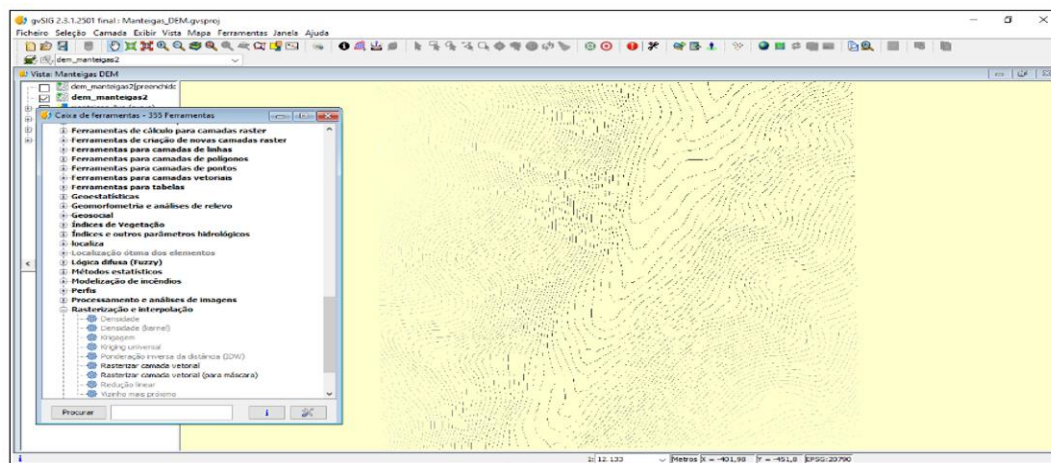 gvSIG 2.3.1.2501 final : Manteigas_DEM.gvsproj
Ficheiro Seleção Camada Exibir Vista Mapa Ferramentas Janela Ajuda
dem_manteigas2
Vista: Manteigas DEM
dem_manteigas2[preenchido
dem_manteigas2
Caixa de ferramentas - 355 Ferramentas
Ferramentas de cálculo para camadas raster
Ferramentas de criação de novas camadas raster
Ferramentas para camadas de linhas
Ferramentas para camadas de polígonos
Ferramentas para camadas de pontos
Ferramentas para camadas vetoriais
Ferramentas para tabelas
Geoestatísticas
Geomorfometria e análises de relevo
Geosocial
Índices de Vegetação
Índices e outros parâmetros hidrológicos
localiza
Localização ótima dos elementos
Lógica difusa (Fuzzy)
Métodos estatísticos
Modelização de incêndios
Perfis
Processamento e análises de imagens
Rasterização e interpolação
Densidade
Densidade (kernel)
Krigagem
Kriging universal
Ponderação inversa da distância (IDW)
Rasterizar camada vetorial
Rasterizar camada vetorial (para máscara)
Redução linear
Vizinho mais próximo
Procurar
1: 12.133 Metros X = -401,98 Y = -451,8 EPSG:20790